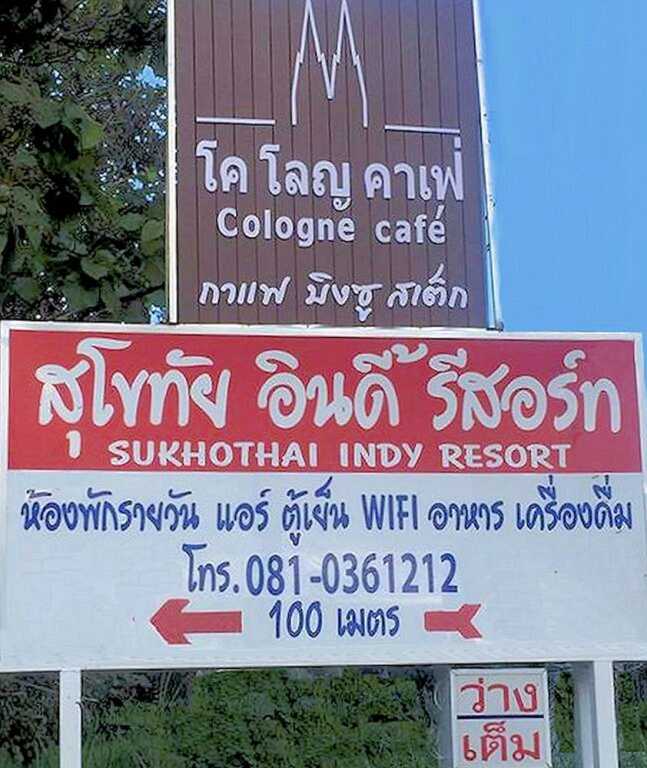 โคโลญ คาเฟ่
Cologne café
กาแฟ บิงซู สเต็ก
สุโขทัย อินดี้ รีสอร์ท
SUKHOTHAI INDY RESORT
ห้องพักรายวัน แอร์ ตู้เย็น WIFI อาหาร เครื่องดื่ม
โทร. 081-0361212
100 เมตร
ว่าง
เต็ม